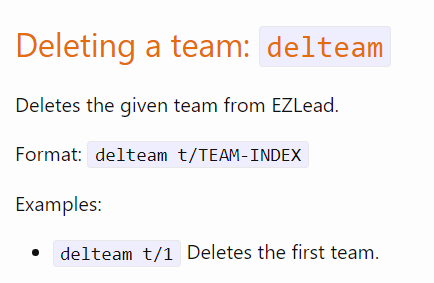 Deleting a team: delteam
Deletes the given team from EZLead.
Format: delteam t/TEAM-INDEX
Examples:
• delteam t/1 Deletes the first team.